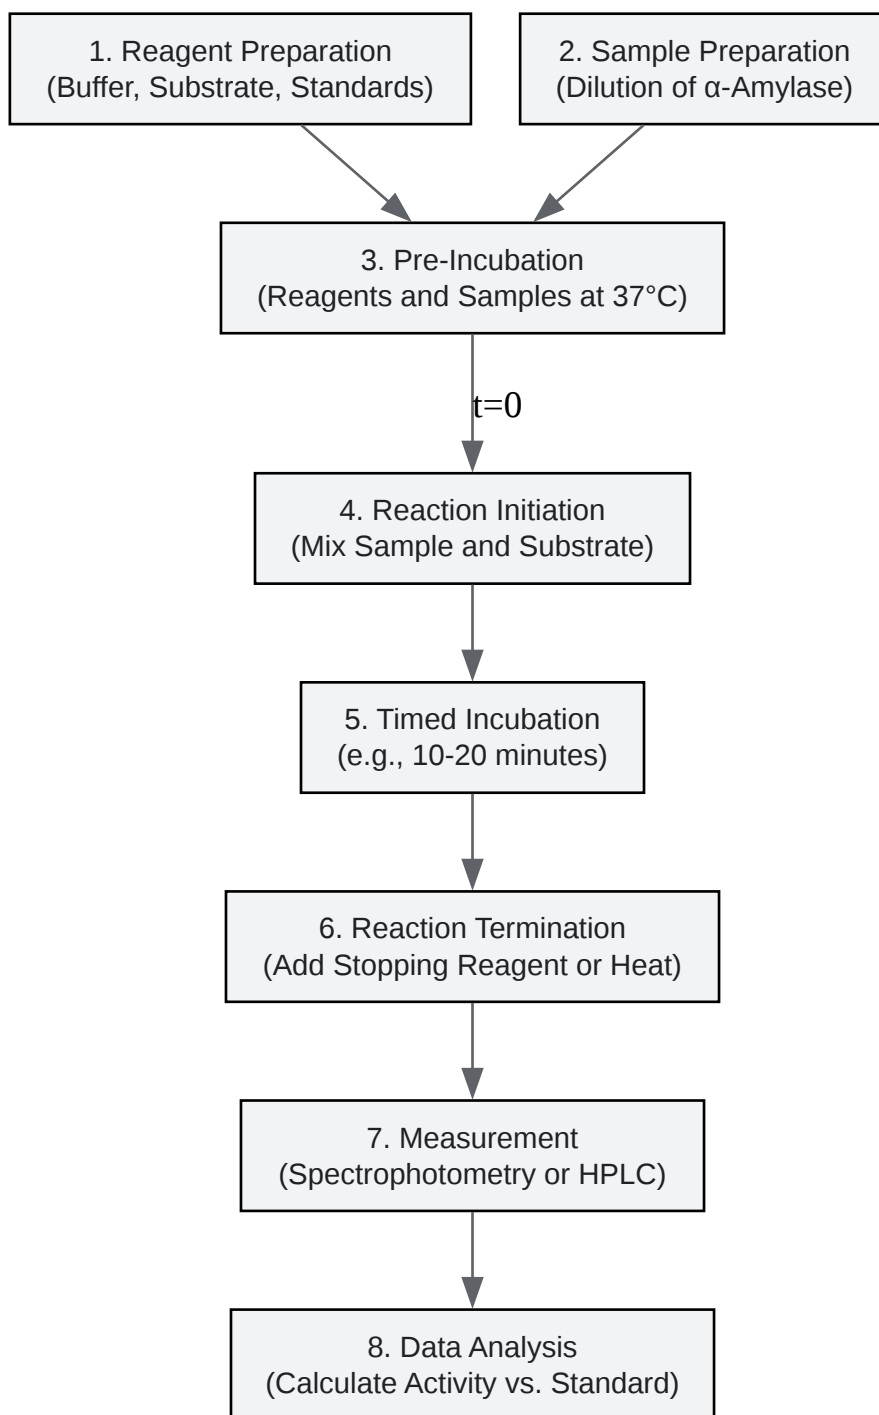 1. Reagent Preparation
(Buffer, Substrate, Standards)
2. Sample Preparation
(Dilution of α-Amylase)
3. Pre-Incubation
(Reagents and Samples at 37°C)
t=0
4. Reaction Initiation
(Mix Sample and Substrate)
5. Timed Incubation
(e.g., 10-20 minutes)
6. Reaction Termination
(Add Stopping Reagent or Heat)
7. Measurement
(Spectrophotometry or HPLC)
8. Data Analysis
(Calculate Activity vs. Standard)